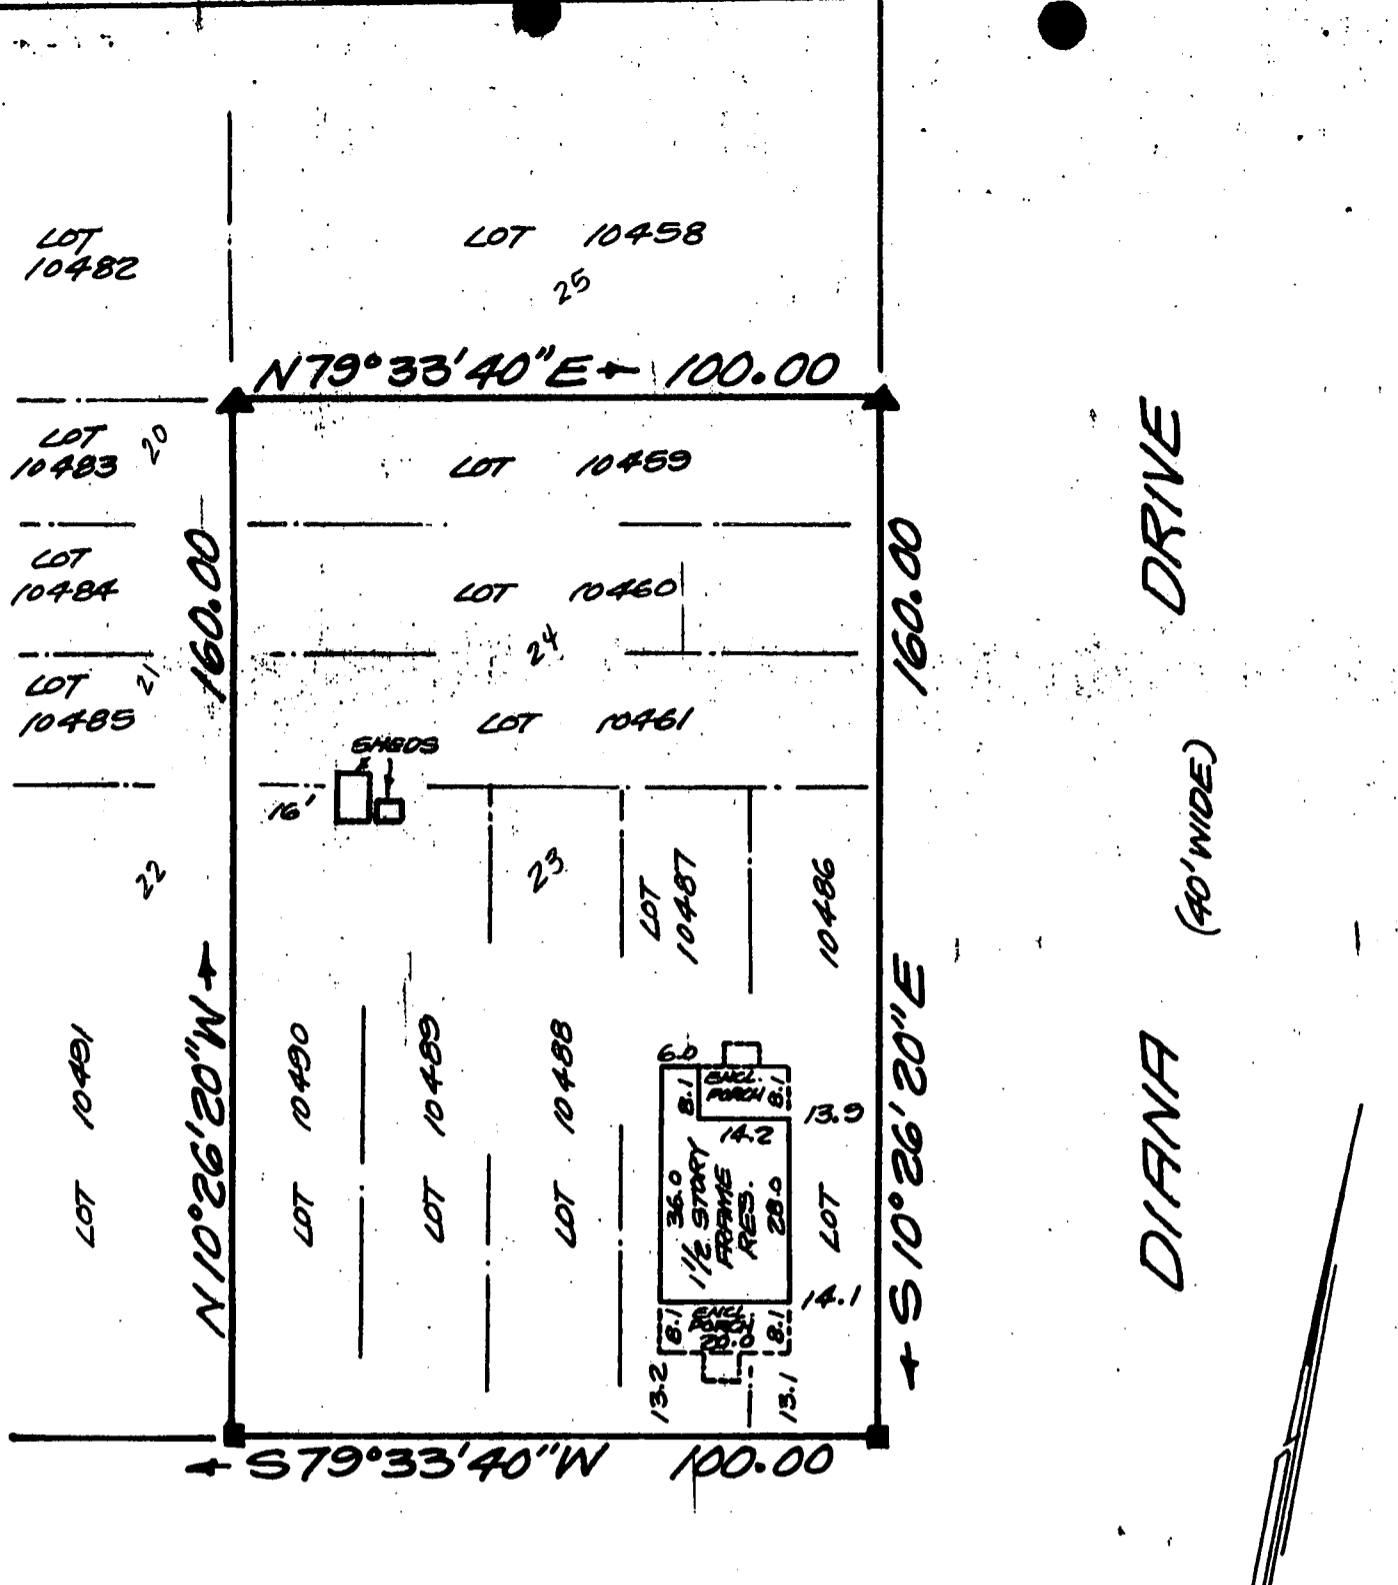 LOT
10482
LOT 10458
25
N79°33'40"E 100.00
LOT
10483
20
LOT 10459
LOT
10484
LOT 10460
24
160.00
160.00
DRIVE
LOT
10485
21
LOT 10461
SHEDS
16'
(40' WIDE)
22
23
LOT
10487
10486
N10°26'20"W
S10°26'20"E
LOT 10491
LOT 10490
LOT 10489
LOT 10488
LOT
DIANA
6.0
8.1
ENCL.
PORCH
8.1
13.9
14.2
36.0
1 1/2 STORY
FRAME
RES.
28.0
14.1
8.1
ENCL.
PORCH
20.0
8.1
13.2
13.1
S79°33'40"W 100.00